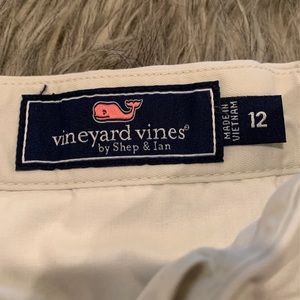 vineyard vines®
by Shep & Ian
MADE IN
VIETNAM
12